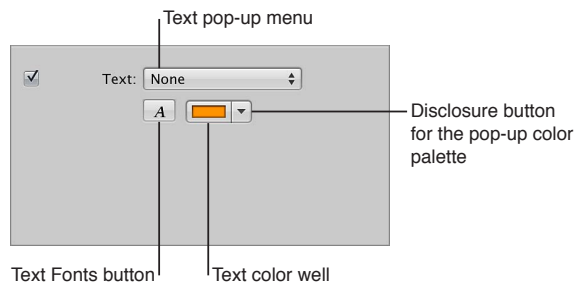 Text pop-up menu
Text: None
A
Disclosure button
for the pop-up color
palette
Text Fonts button
Text color well